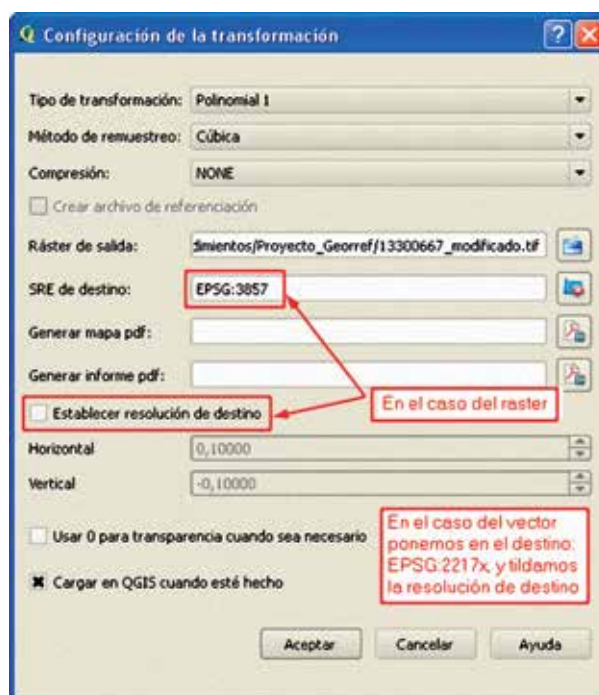 Configuración de la transformación
Tipo de transformación: Polinomial 1
Método de remuestreo: Cúbica
Compresión: NONE
Crear archivo de referenciación
Ráster de salida: dimientos/Proyecto_Georref/13300667_modificado.tif
SRE de destino: EPSG:3857
Generar mapa pdf:
Generar informe pdf:
En el caso del raster
Establecer resolución de destino
Horizontal 0,10000
Vertical -0,10000
En el caso del vector
ponemos en el destino:
EPSG:2217x, y tildamos
la resolución de destino
Usar 0 para transparencia cuando sea necesario
Cargar en QGIS cuando esté hecho
Aceptar Cancelar Ayuda